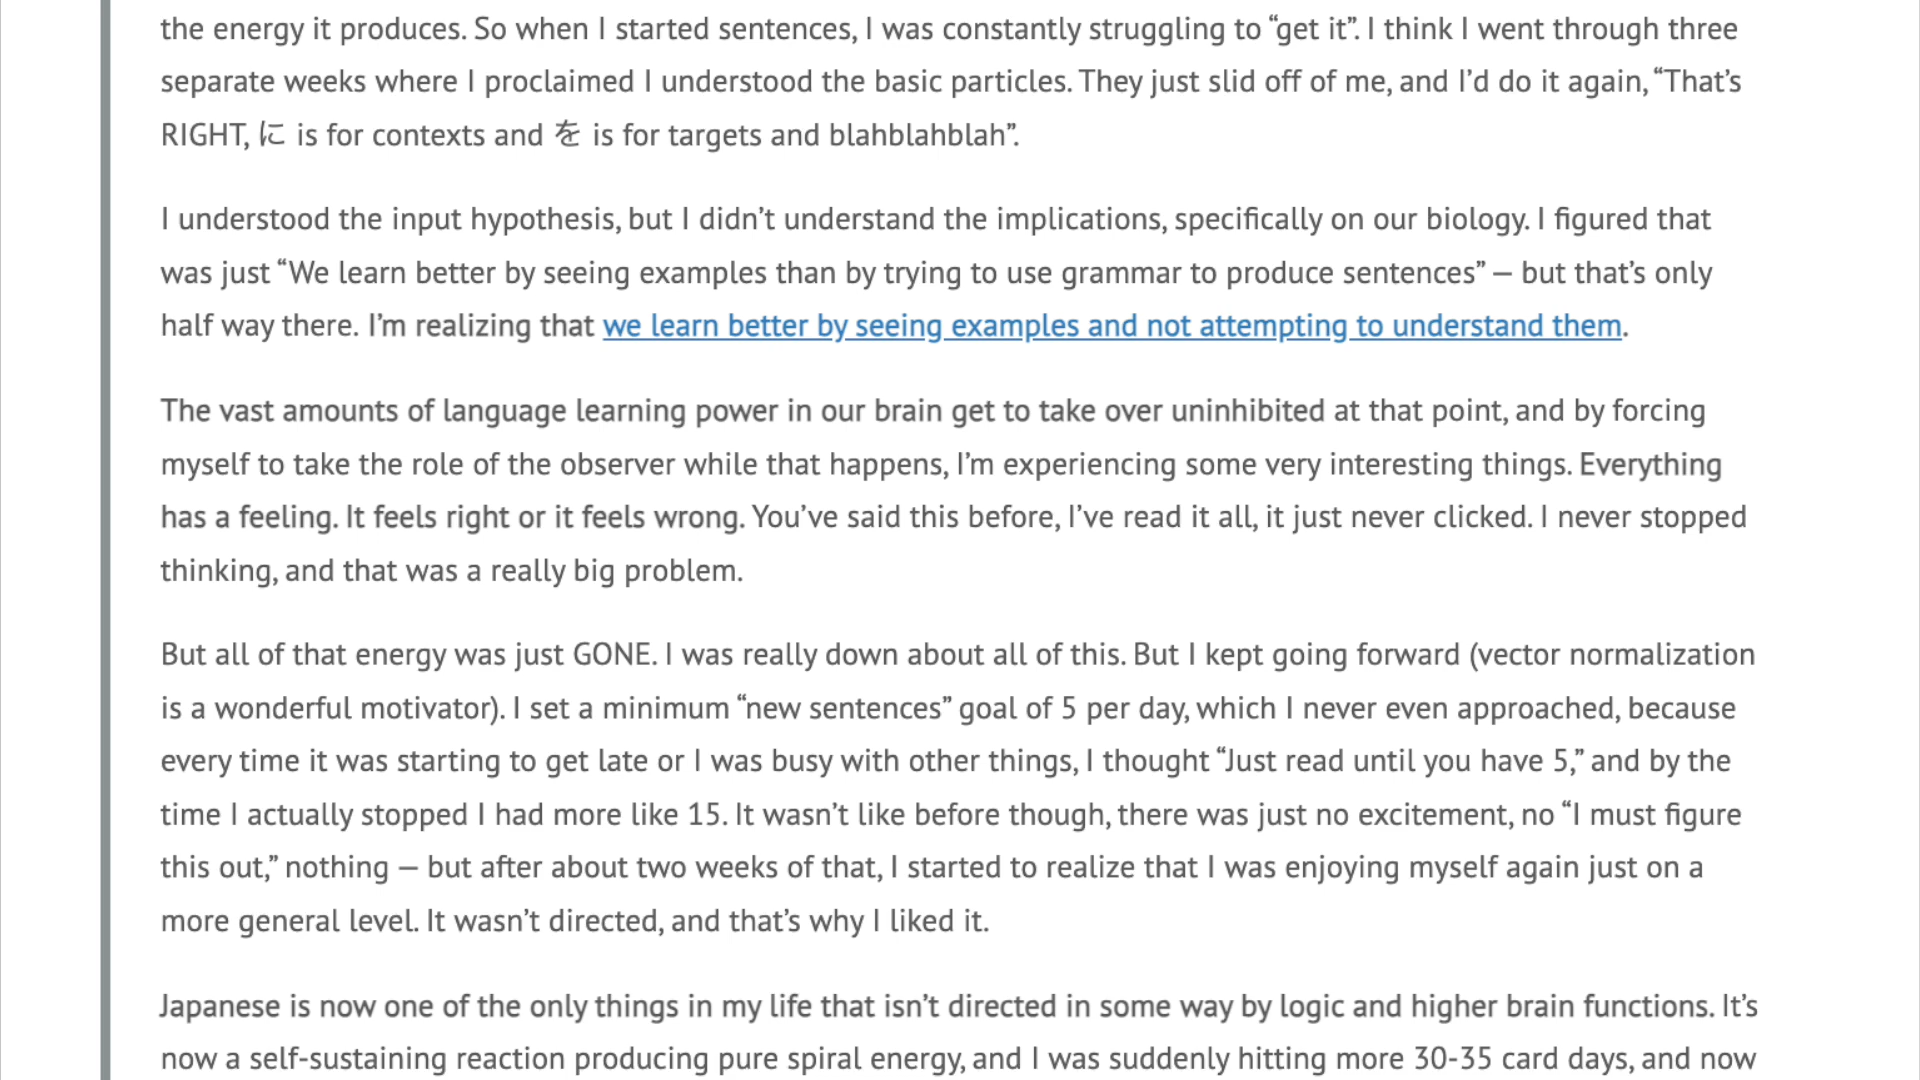 the energy it produces. So when I started sentences, I was constantly struggling to “get it”. I think I went through three
separate weeks where I proclaimed I understood the basic particles. They just slid off of me, and I’d do it again, “That’s
RIGHT, に is for contexts and を is for targets and blahblahblah”.
I understood the input hypothesis, but I didn’t understand the implications, specifically on our biology. I figured that
was just “We learn better by seeing examples than by trying to use grammar to produce sentences” — but that’s only
half way there. I’m realizing that we learn better by seeing examples and not attempting to understand them.
The vast amounts of language learning power in our brain get to take over uninhibited at that point, and by forcing
myself to take the role of the observer while that happens, I’m experiencing some very interesting things. Everything
has a feeling. It feels right or it feels wrong. You’ve said this before, I’ve read it all, it just never clicked. I never stopped
thinking, and that was a really big problem.
But all of that energy was just GONE. I was really down about all of this. But I kept going forward (vector normalization
is a wonderful motivator). I set a minimum “new sentences” goal of 5 per day, which I never even approached, because
every time it was starting to get late or I was busy with other things, I thought “Just read until you have 5,” and by the
time I actually stopped I had more like 15. It wasn’t like before though, there was just no excitement, no “I must figure
this out,” nothing — but after about two weeks of that, I started to realize that I was enjoying myself again just on a
more general level. It wasn’t directed, and that’s why I liked it.
Japanese is now one of the only things in my life that isn’t directed in some way by logic and higher brain functions. It’s
now a self-sustaining reaction producing pure spiral energy, and I was suddenly hitting more 30-35 card days, and now